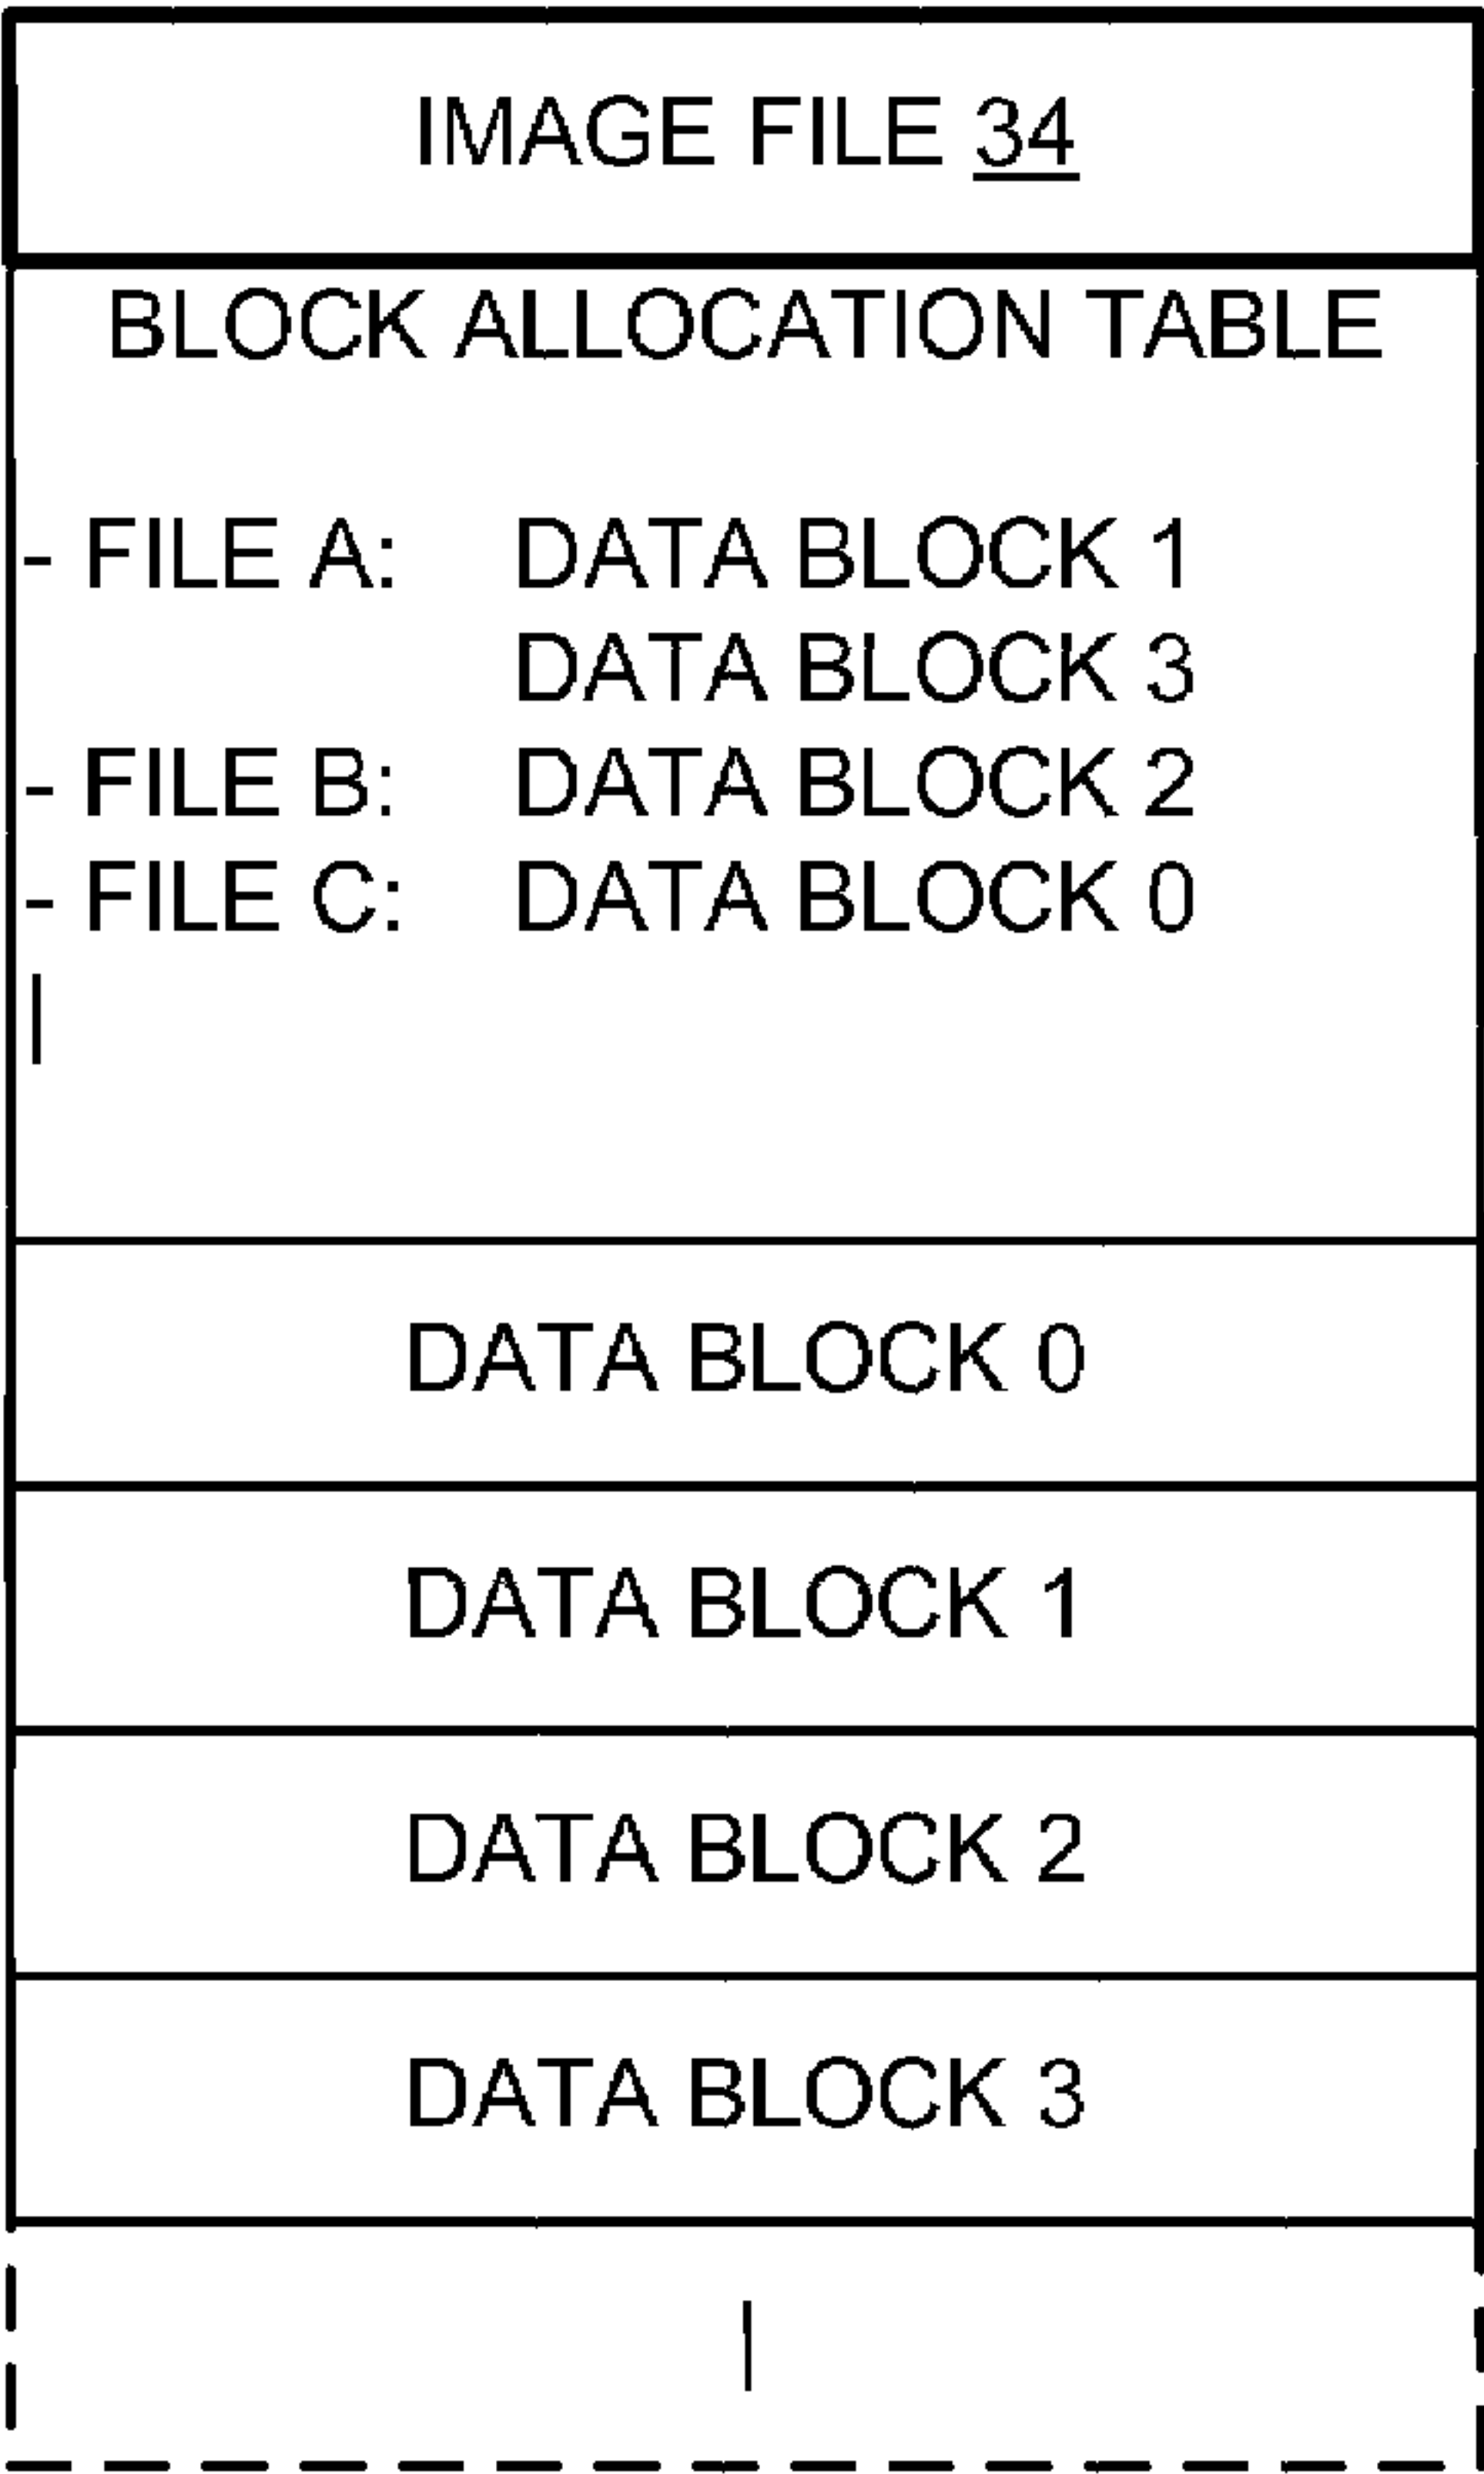 IMAGE FILE 34
BLOCK ALLOCATION TABLE
- FILE A: DATA BLOCK 1
DATA BLOCK 3
- FILE B: DATA BLOCK 2
- FILE C: DATA BLOCK 0
|
DATA BLOCK 0
DATA BLOCK 1
DATA BLOCK 2
DATA BLOCK 3
|